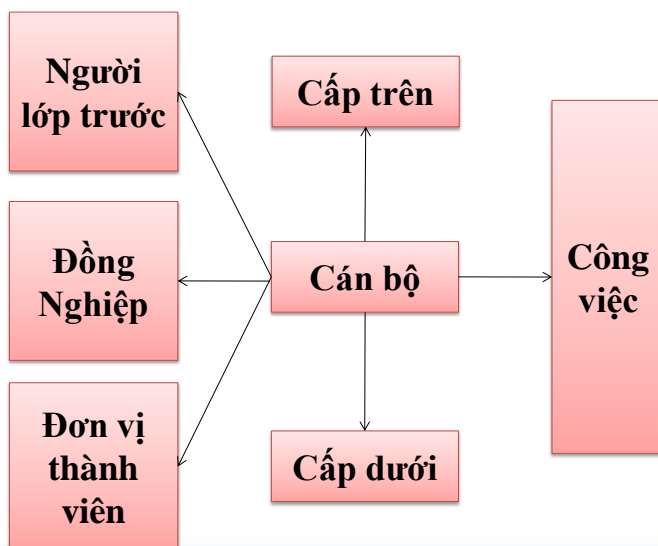 Người
lớp trước
Cấp trên
Đồng
Nghiệp
Cán bộ
Công
việc
Đơn vị
thành
viên
Cấp dưới